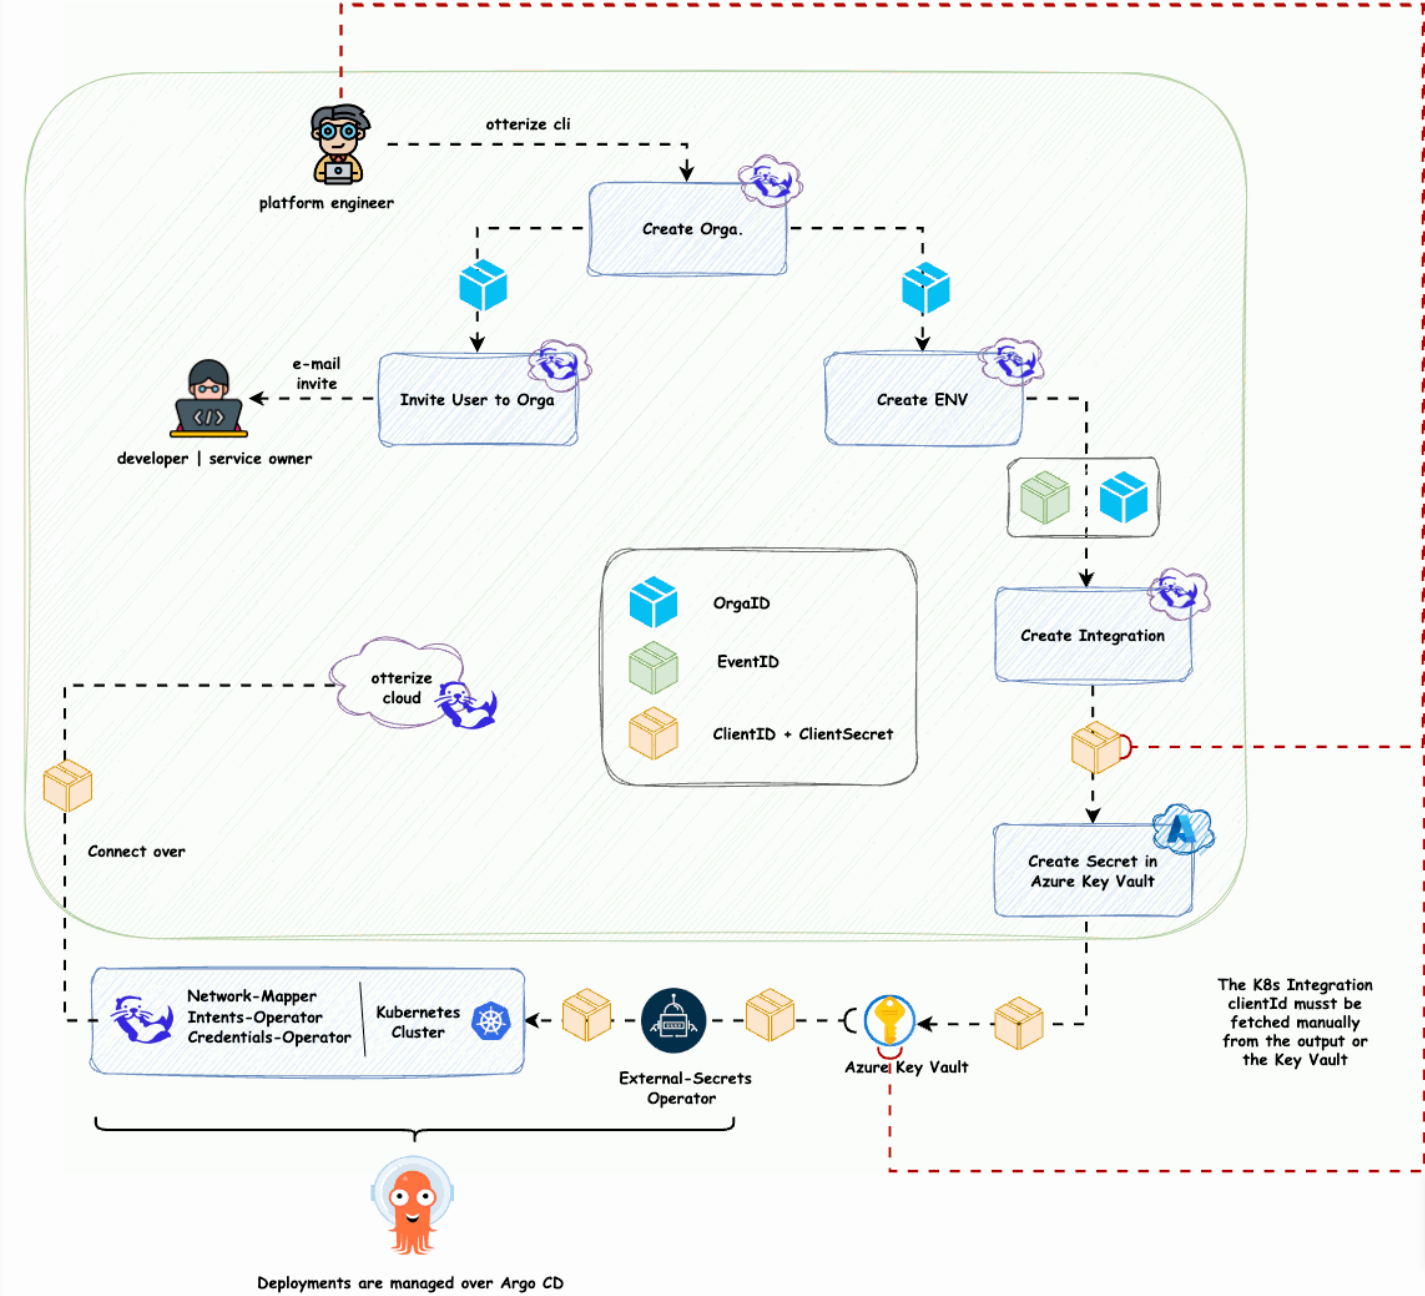 otterize cli
platform engineer
Create Orga.
e-mail
invite
Invite User to Orga
Create ENV
developer | service owner
OrgaID
EventID
ClientID + ClientSecret
Create Integration
otterize
cloud
Connect over
Create Secret in
Azure Key Vault
Network-Mapper
Intents-Operator
Credentials-Operator
Kubernetes
Cluster
External-Secrets
Operator
Azure Key Vault
The K8s Integration
clientId musst be
fetched manually
from the output or
the Key Vault
Deployments are managed over Argo CD